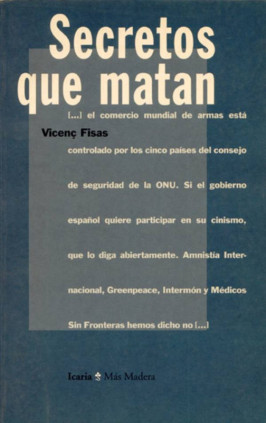 Secretos
que matan
[...] el comercio mundial de armas está
Vicenç Fisas
controlado por los cinco países del consejo
de seguridad de la ONU. Si el gobierno
español quiere participar en su cinismo,
que lo diga abiertamente. Amnistía Inter-
nacional, Greenpeace, Intermón y Médicos
Sin Fronteras hemos dicho no [...]
Icaria Más Madera